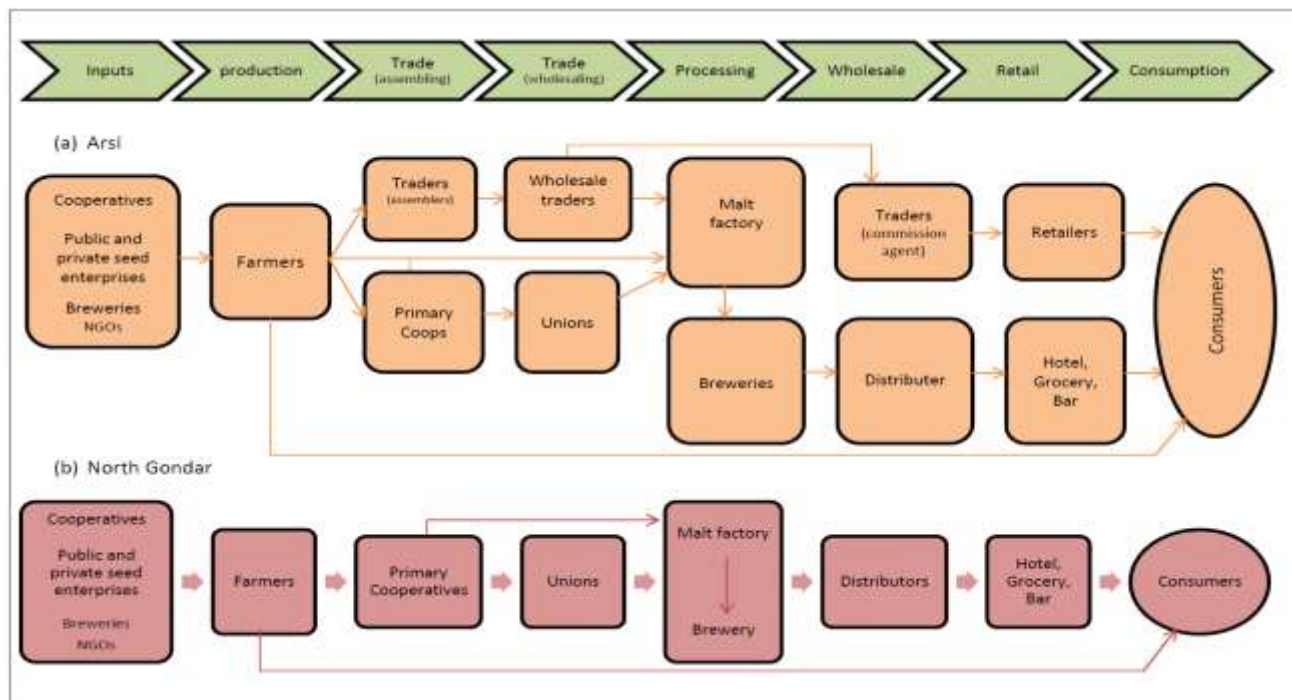 Inputs
production
Trade
(assembling)
Trade
(wholesaling)
Processing
Wholesale
Retail
Consumption
(a) Arsi
Cooperatives
Public and
private seed
enterprises
Breweries
NGOs
Farmers
Traders
(assemblers)
Wholesale
traders
Primary
Coops
Unions
Malt
factory
Breweries
Traders
(commission
agent)
Distributer
Retailers
Hotel,
Grocery,
Bar
Consumers
(b) North Gondar
Cooperatives
Public and
private seed
enterprises
Breweries
NGOs
Farmers
Primary
Cooperatives
Unions
Malt factory
Brewery
Distributors
Hotel,
Grocery,
Bar
Consumers